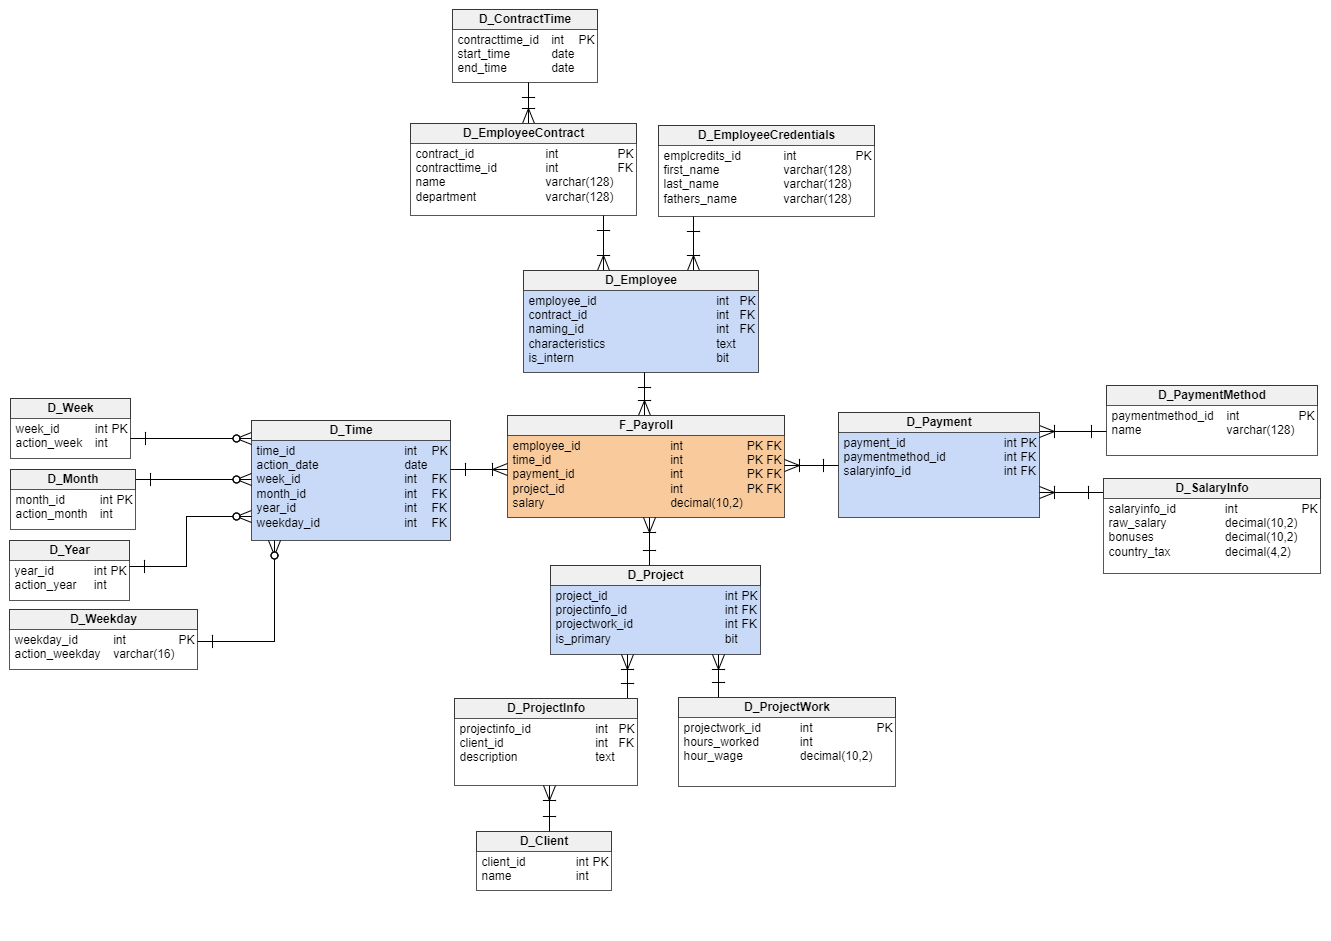 D_ContractTime
contracttime_id int PK
start_time date
end_time date
D_EmployeeContract
contract_id int PK
contracttime_id int FK
name varchar(128)
department varchar(128)
D_EmployeeCredentials
emplcredits_id int PK
first_name varchar(128)
last_name varchar(128)
fathers_name varchar(128)
D_Employee
employee_id int PK
contract_id int FK
naming_id int FK
characteristics text
is_intern bit
D_Week
week_id int PK
action_week int
D_Month
month_id int PK
action_month int
D_Year
year_id int PK
action_year int
D_Weekday
weekday_id int PK
action_weekday varchar(16)
D_Time
time_id int PK
action_date date
week_id int FK
month_id int FK
year_id int FK
weekday_id int FK
F_Payroll
employee_id int PK FK
time_id int PK FK
payment_id int PK FK
project_id int PK FK
salary decimal(10,2)
D_Payment
payment_id int PK
paymentmethod_id int FK
salaryinfo_id int FK
D_PaymentMethod
paymentmethod_id int PK
name varchar(128)
D_SalaryInfo
salaryinfo_id int PK
raw_salary decimal(10,2)
bonuses decimal(10,2)
country_tax decimal(4,2)
D_Project
project_id int PK
projectinfo_id int FK
projectwork_id int FK
is_primary bit
D_ProjectInfo
projectinfo_id int PK
client_id int FK
description text
D_ProjectWork
projectwork_id int PK
hours_worked int
hour_wage decimal(10,2)
D_Client
client_id int PK
name int